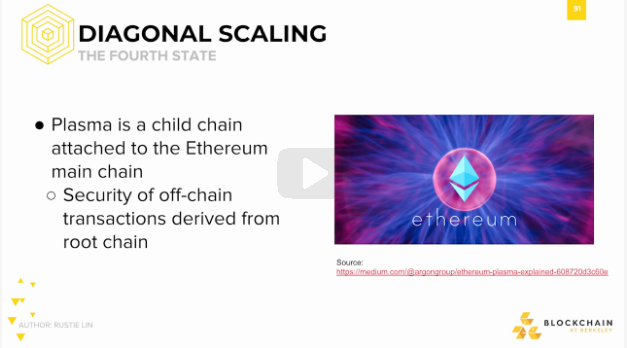 91
DIAGONAL SCALING
THE FOURTH STATE
● Plasma is a child chain
attached to the Ethereum
main chain
○ Security of off-chain
transactions derived from
root chain
ethereum
Source:
https://medium.com/@argongroup/ethereum-plasma-explained-608720d3c60e
AUTHOR: RUSTIE LIN
BLOCKCHAIN
AT BERKELEY